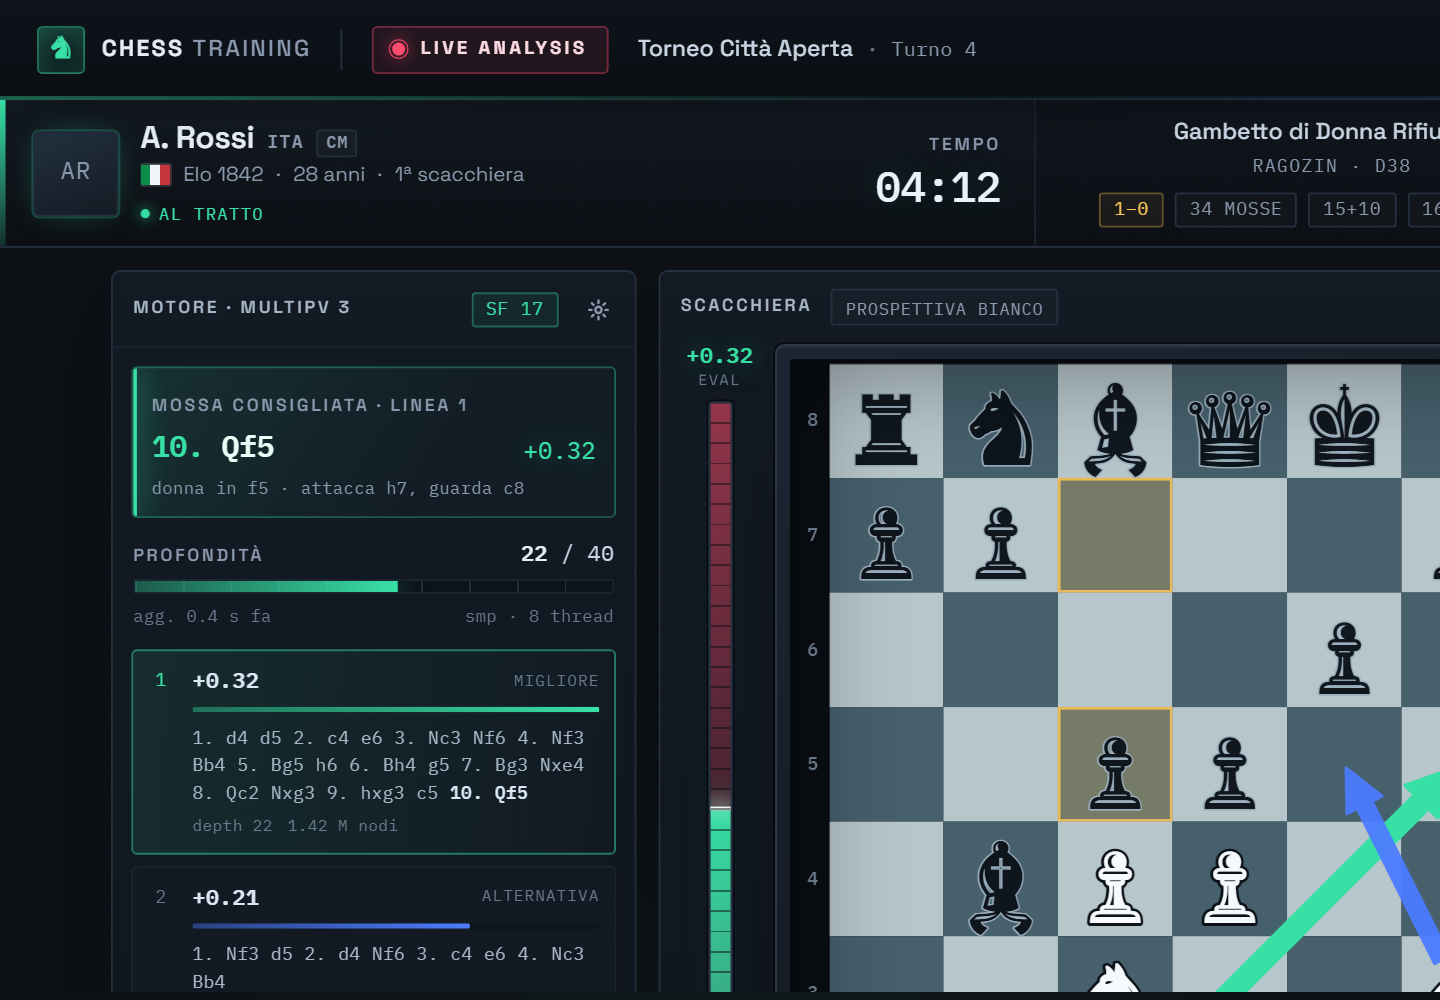 CHESS TRAINING
LIVE ANALYSIS
Torneo Città Aperta · Turno 4
AR
A. Rossi ITA CM
Elo 1842 · 28 anni · 1ª scacchiera
AL TRATTO
TEMPO
04:12
Gambetto di Donna Rifiu
RAGOZIN · D38
1–0 34 MOSSE 15+10 16
MOTORE · MULTIPV 3
SF 17
MOSSA CONSIGLIATA · LINEA 1
10. Qf5
+0.32
donna in f5 · attacca h7, guarda c8
PROFONDITÀ
22 / 40
agg. 0.4 s fa
smp · 8 thread
1 +0.32 MIGLIORE
1. d4 d5 2. c4 e6 3. Nc3 Nf6 4. Nf3
Bb4 5. Bg5 h6 6. Bh4 g5 7. Bg3 Nxe4
8. Qc2 Nxg3 9. hxg3 c5 10. Qf5
depth 22 1.42 M nodi
2 +0.21 ALTERNATIVA
1. Nf3 d5 2. d4 Nf6 3. c4 e6 4. Nc3
Bb4
SCACCHIERA
PROSPETTIVA BIANCO
+0.32
EVAL
8
7
6
5
4
3